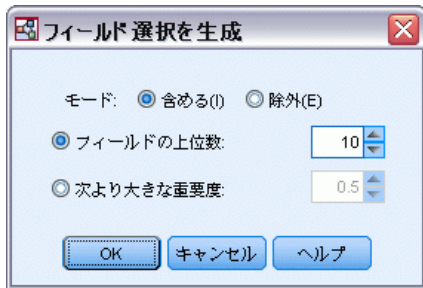 フィールド選択を生成
モード: 含める(I) 除外(E)
フィールドの上位数: 10
次より大きな重要度: 0.5
OK キャンセル ヘルプ